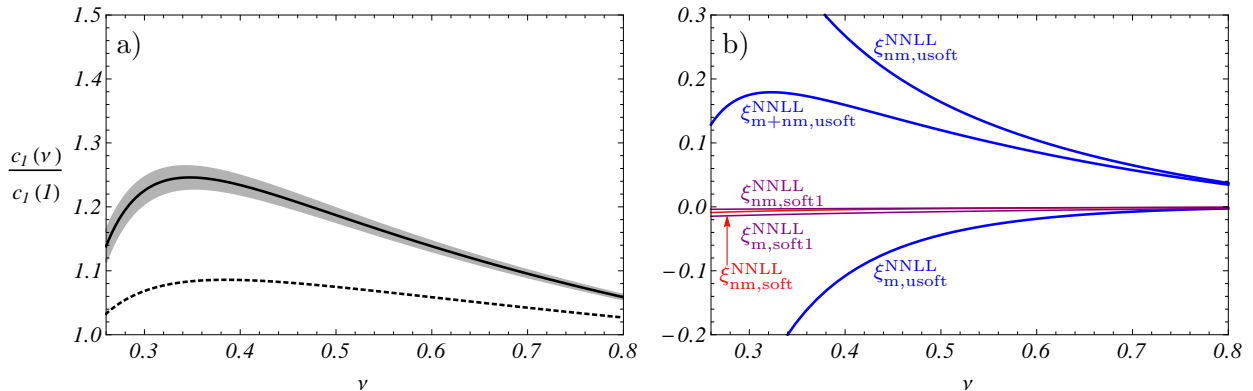 a)
1.5
1.4
1.3
1.2
1.1
1.0
c1(ν)
c1(1)
0.3 0.4 0.5 0.6 0.7 0.8
ν
b)
0.3
0.2
0.1
0.0
−0.1
−0.2
ξ^NNLL_nm,usoft
ξ^NNLL_m+nm,usoft
ξ^NNLL_nm,soft1
ξ^NNLL_m,soft1
ξ^NNLL_nm,soft
ξ^NNLL_m,usoft
0.3 0.4 0.5 0.6 0.7 0.8
ν